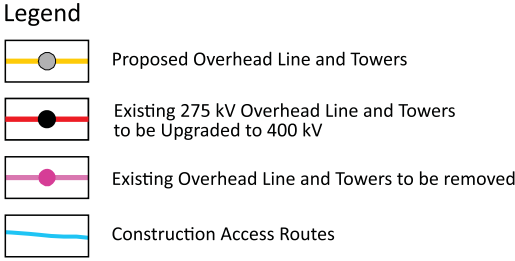 Legend
Proposed Overhead Line and Towers
Existing 275 kV Overhead Line and Towers
to be Upgraded to 400 kV
Existing Overhead Line and Towers to be removed
Construction Access Routes